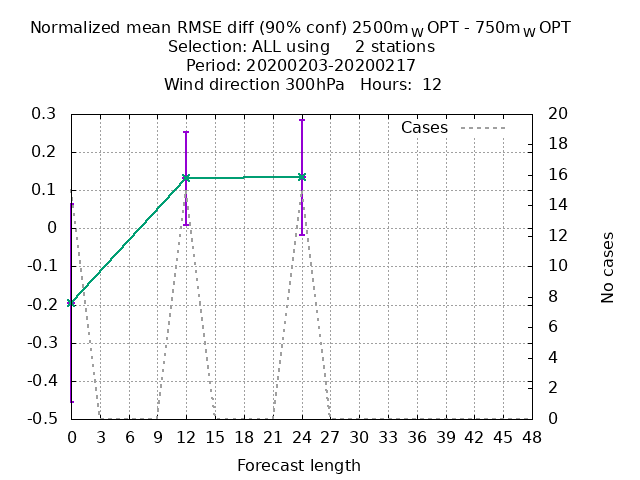 Normalized mean RMSE diff (90% conf) 2500m_W OPT - 750m_W OPT
Selection: ALL using     2 stations
Period: 20200203-20200217
Wind direction 300hPa   Hours:  12
Cases
0.3
0.2
0.1
0
-0.1
-0.2
-0.3
-0.4
-0.5
20
18
16
14
12
10
8
6
4
2
0
No cases
0 3 6 9 12 15 18 21 24 27 30 33 36 39 42 45 48
Forecast length